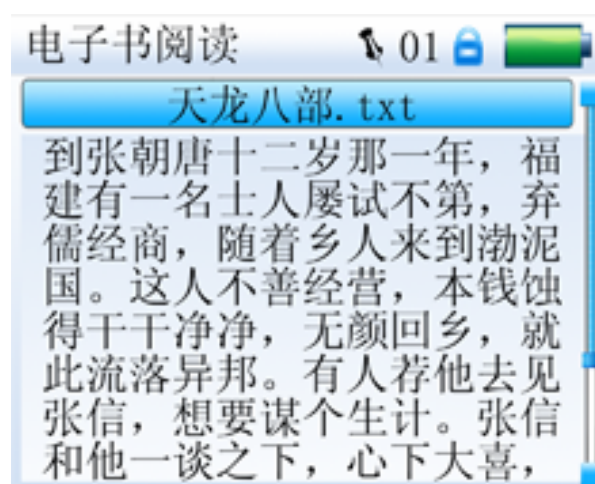 电子书阅读 01
天龙八部.txt
到张朝唐十二岁那一年，福
建有一名士人屡试不第，弃
儒经商，随着乡人来到渤泥
国。这人不善经营，本钱蚀
得干干净净，无颜回乡，就
此流落异邦。有人荐他去见
张信，想要谋个生计。张信
和他一谈之下，心下大喜，